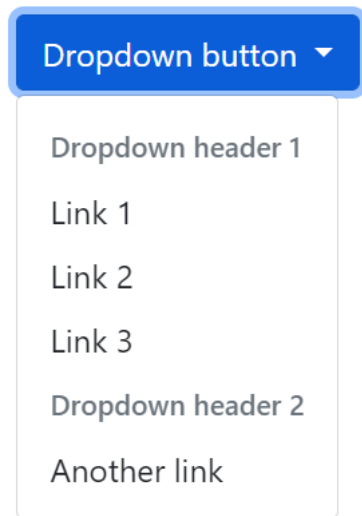 Dropdown button
Dropdown header 1
Link 1
Link 2
Link 3
Dropdown header 2
Another link